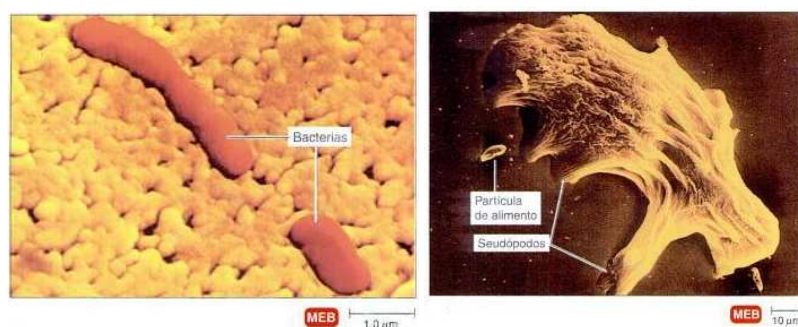 Bacterias
MEB
1.0 µm
Partícula
de alimento
Seudópodos
MEB
10 µm